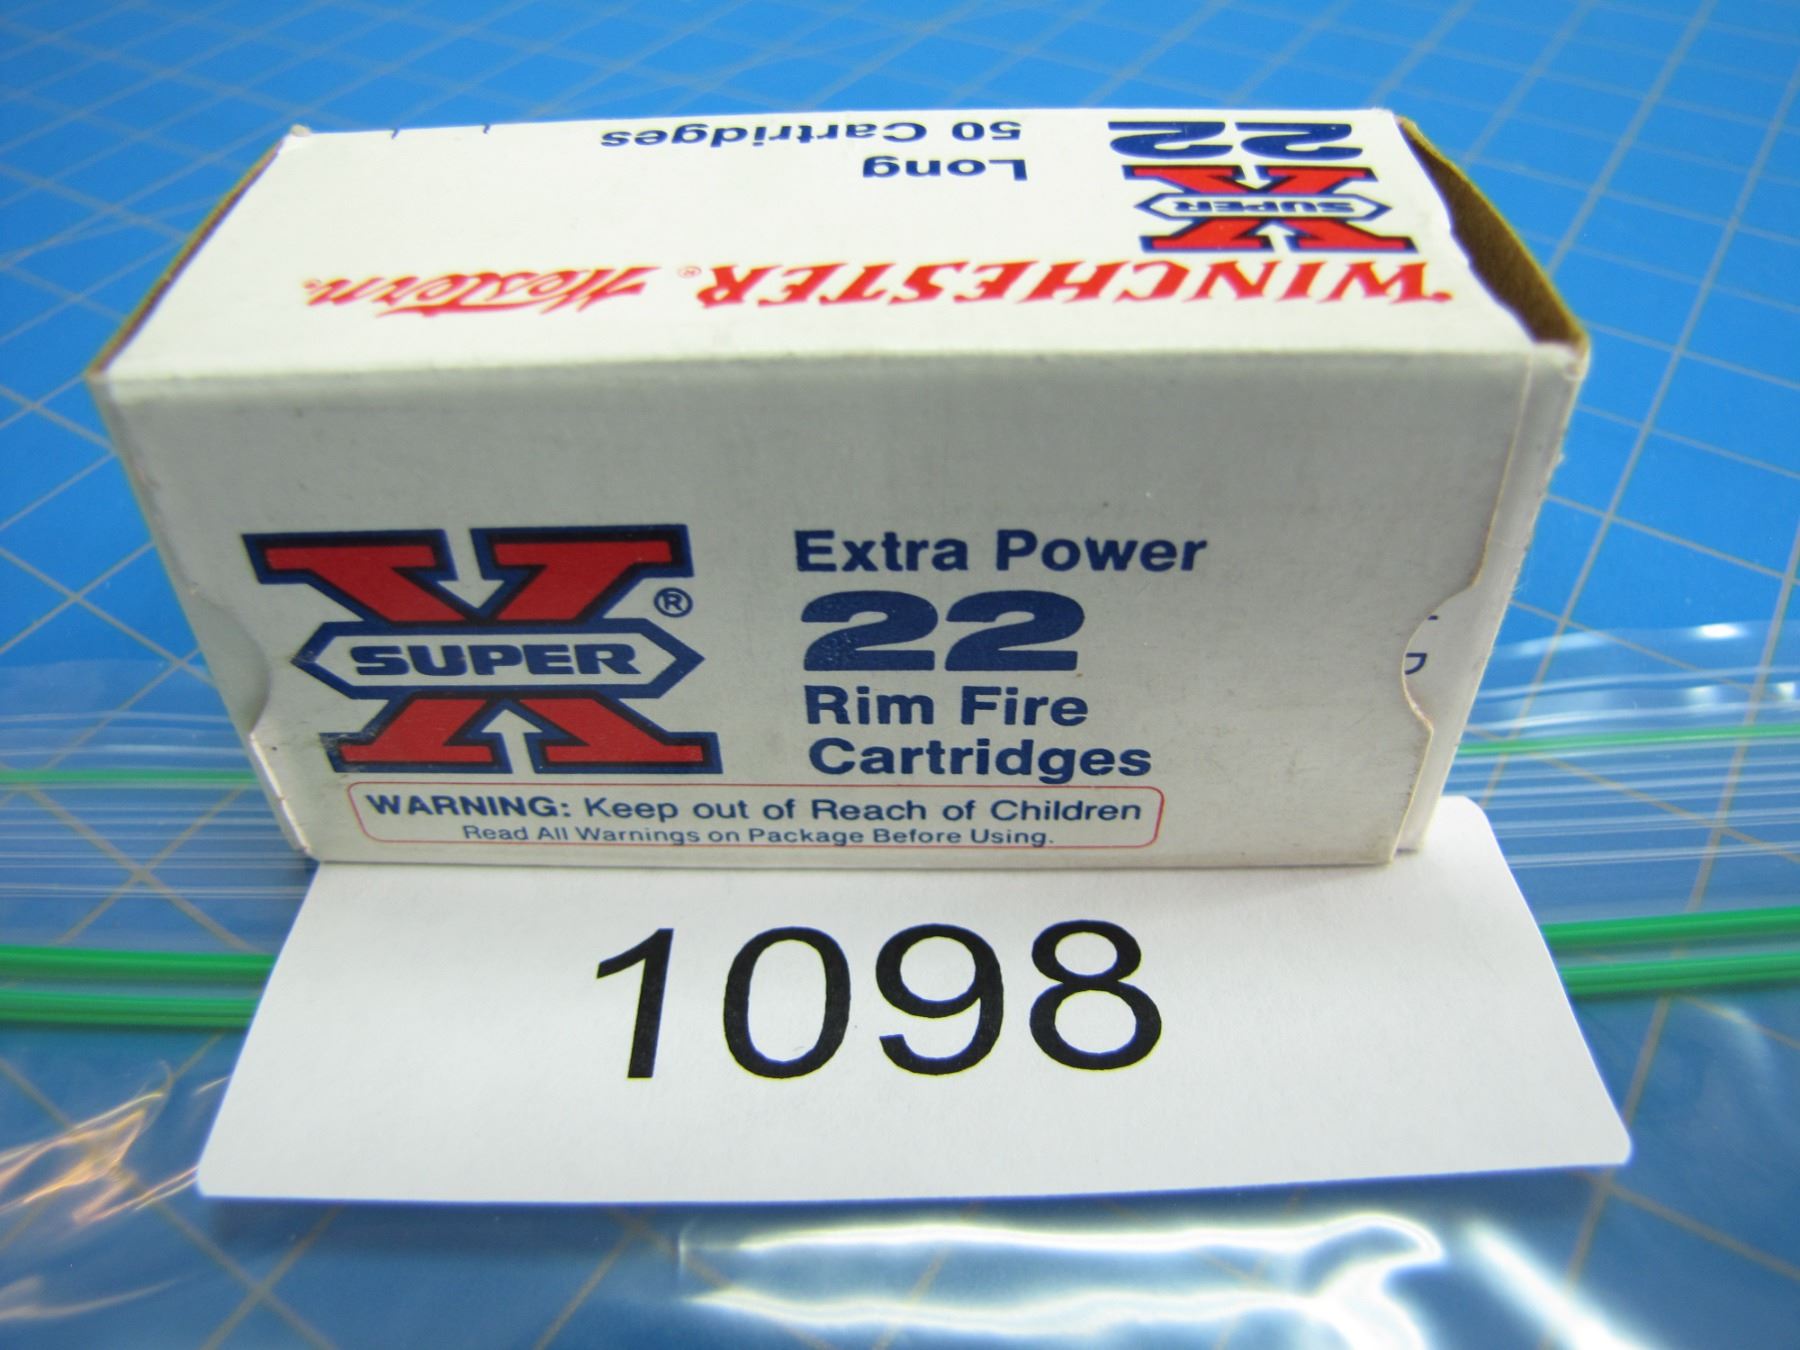 50 Cartridges
Long
22
SUPER X
WINCHESTER® Western®
SUPER X ®
Extra Power
22
Rim Fire
Cartridges
WARNING: Keep out of Reach of Children
Read All Warnings on Package Before Using.
1098